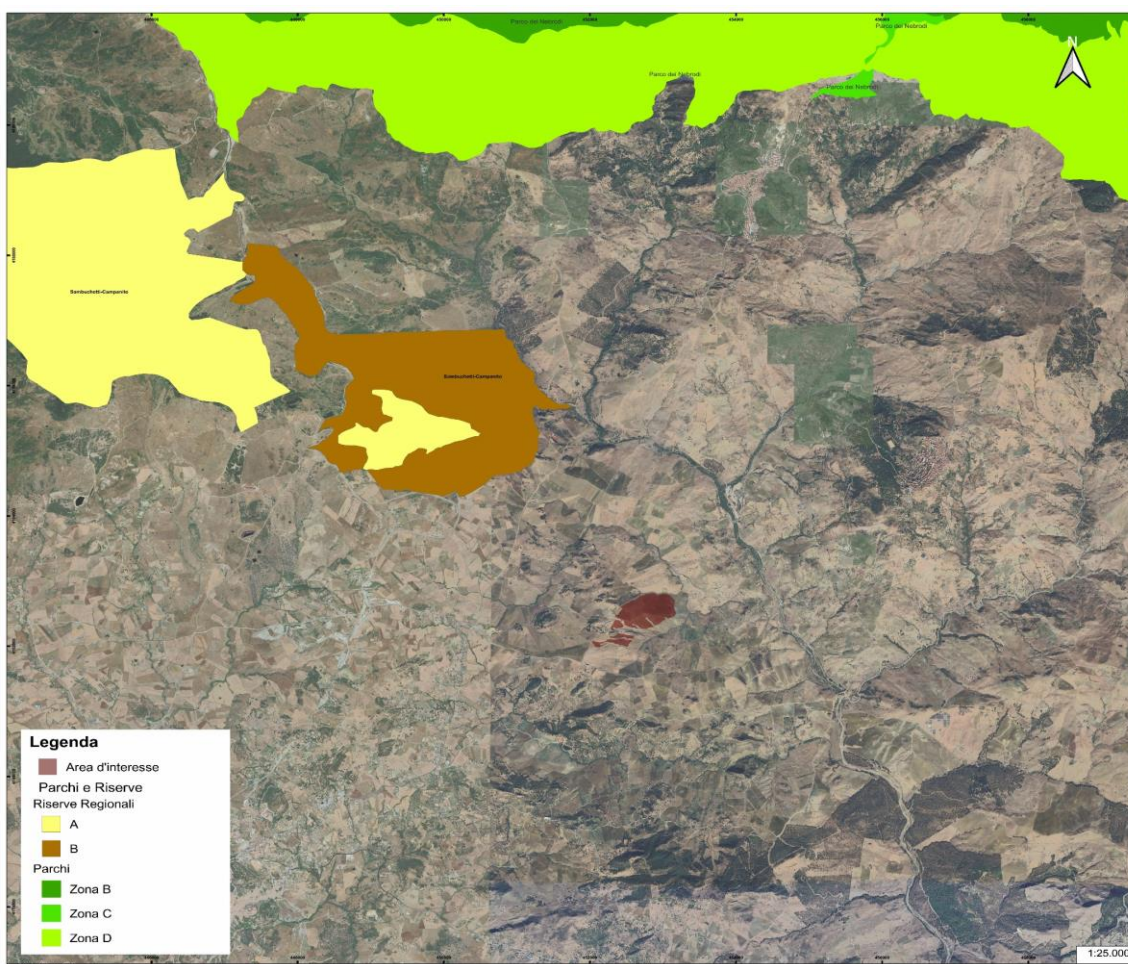 Parco dei Nebrodi
Parco dei Nebrodi
N
Parco dei Nebrodi
Parco dei Nebrodi
Sambuchetti-Campanito
Sambuchetti-Campanito
Legenda
Area d'interesse
Parchi e Riserve
Riserve Regionali
A
B
Parchi
Zona B
Zona C
Zona D
1:25.000